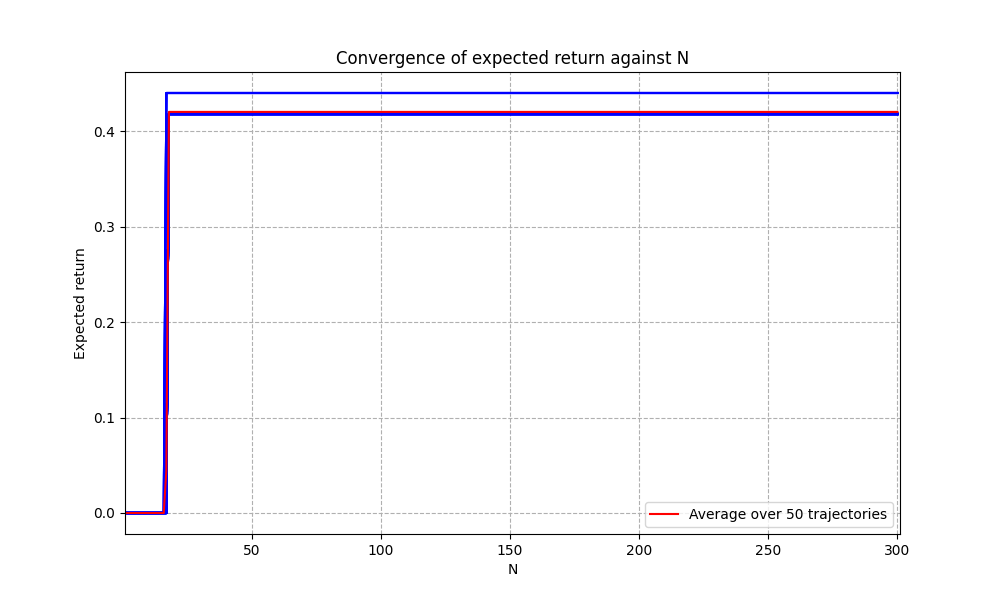 Convergence of expected return against N
Expected return
0.4
0.3
0.2
0.1
0.0
Average over 50 trajectories
50
100
150
200
250
300
N